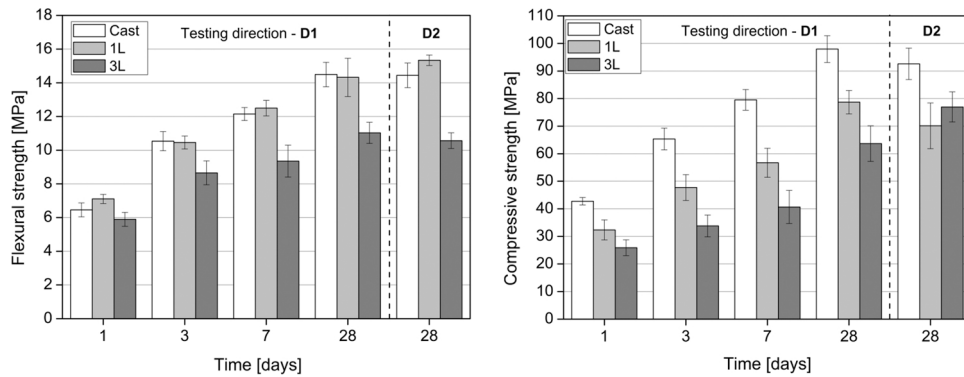 Flexural strength [MPa]
18
16
14
12
10
8
6
4
2
0
Cast
1L
3L
Testing direction - D1
D2
1
3
7
28
28
Time [days]
Compressive strength [MPa]
110
100
90
80
70
60
50
40
30
20
10
0
Cast
1L
3L
Testing direction - D1
D2
1
3
7
28
28
Time [days]